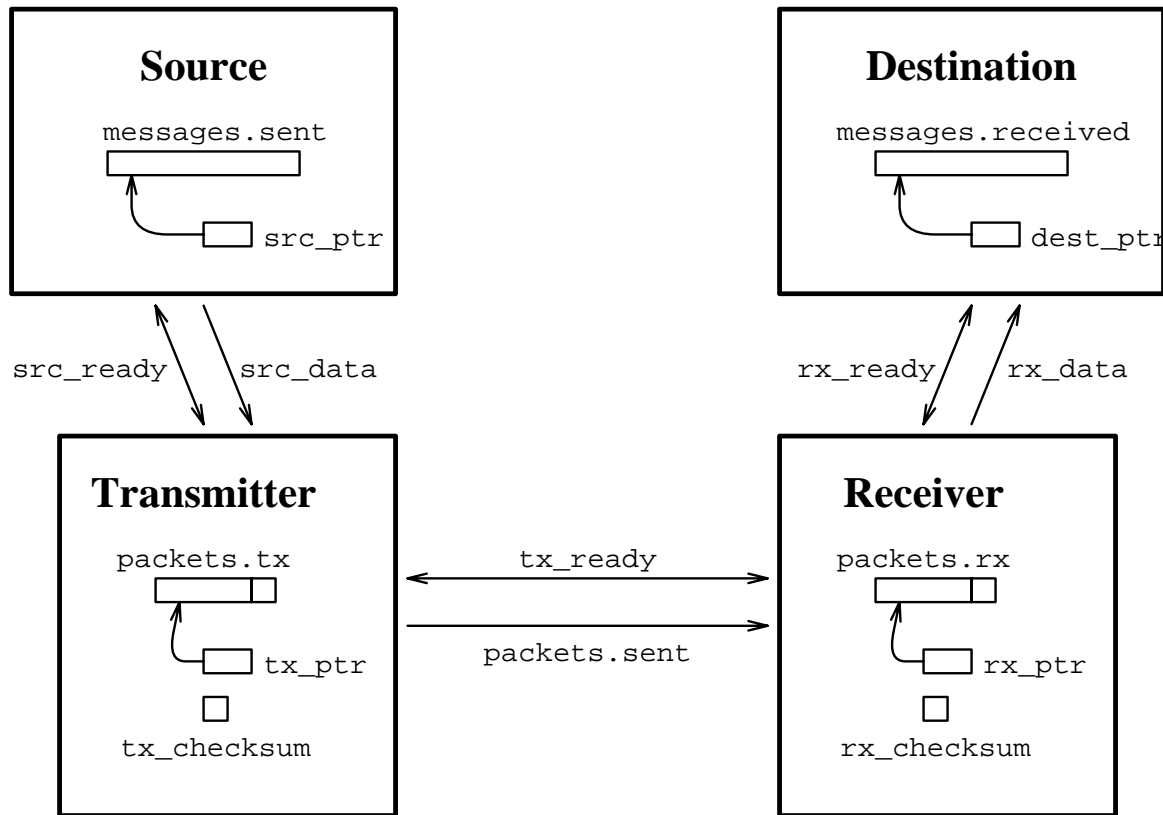 Source
messages.sent
src_ptr
Destination
messages.received
dest_ptr
src_ready
src_data
rx_ready
rx_data
Transmitter
packets.tx
tx_ptr
tx_checksum
tx_ready
packets.sent
Receiver
packets.rx
rx_ptr
rx_checksum